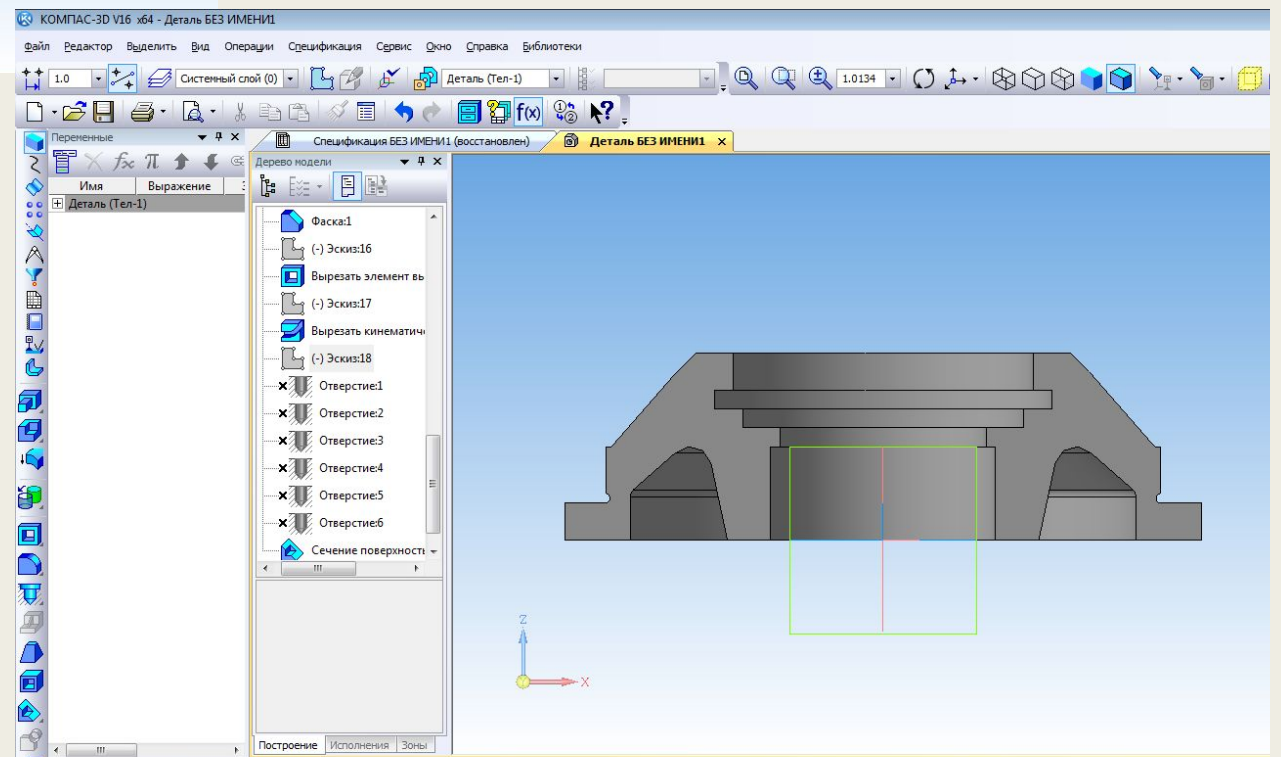 КОМПАС-3D V16 x64 - Деталь БЕЗ ИМЕНИ1
Файл Редактор Выделить Вид Операции Спецификация Сервис Окно Справка Библиотеки
1.0 Системный слой (0) Деталь (Тел-1) 1.0134
f(x)
Переменные
Спецификация БЕЗ ИМЕНИ1 (восстановлен) Деталь БЕЗ ИМЕНИ1
Дерево модели
Имя Выражение
Деталь (Тел-1)
Фаска:1
(-) Эскиз:16
Вырезать элемент вы
(-) Эскиз:17
Вырезать кинематич
(-) Эскиз:18
Отверстие:1
Отверстие:2
Отверстие:3
Отверстие:4
Отверстие:5
Отверстие:6
Сечение поверхность
Z
X
Построение Исполнения Зоны